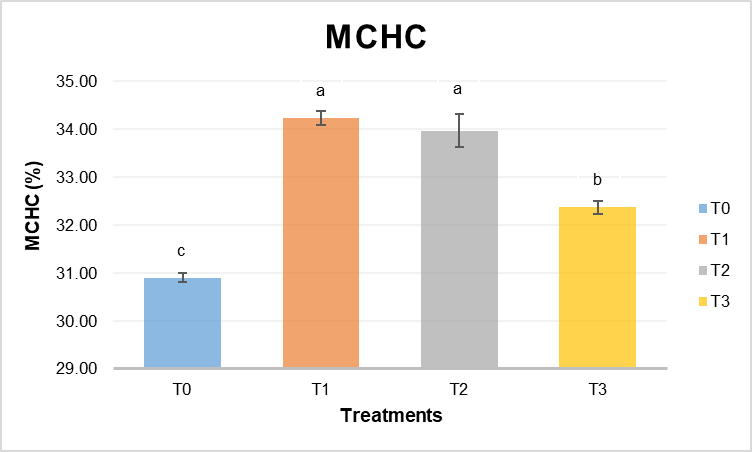 MCHC
35.00
34.00
33.00
32.00
31.00
30.00
29.00
MCHC (%)
c
a
a
b
T0
T1
T2
T3
Treatments
T0
T1
T2
T3